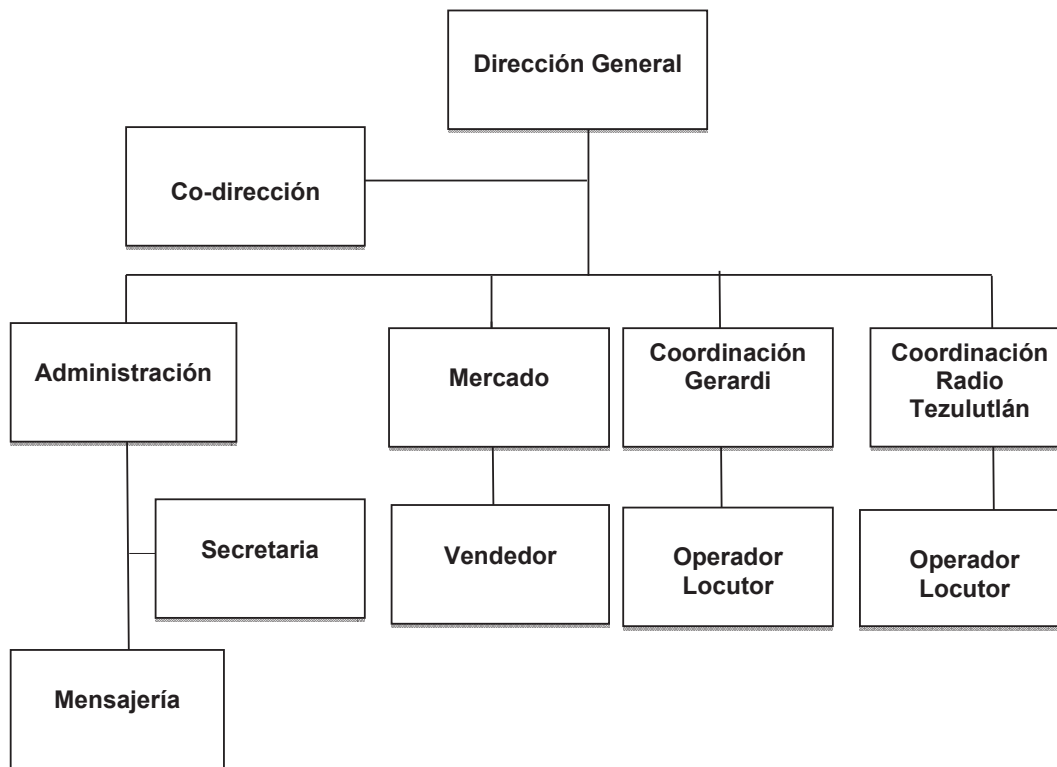 Dirección General
Co-dirección
Administración
Mercado
Coordinación
Gerardi
Coordinación
Radio
Tezulutlán
Secretaria
Vendedor
Operador
Locutor
Operador
Locutor
Mensajería